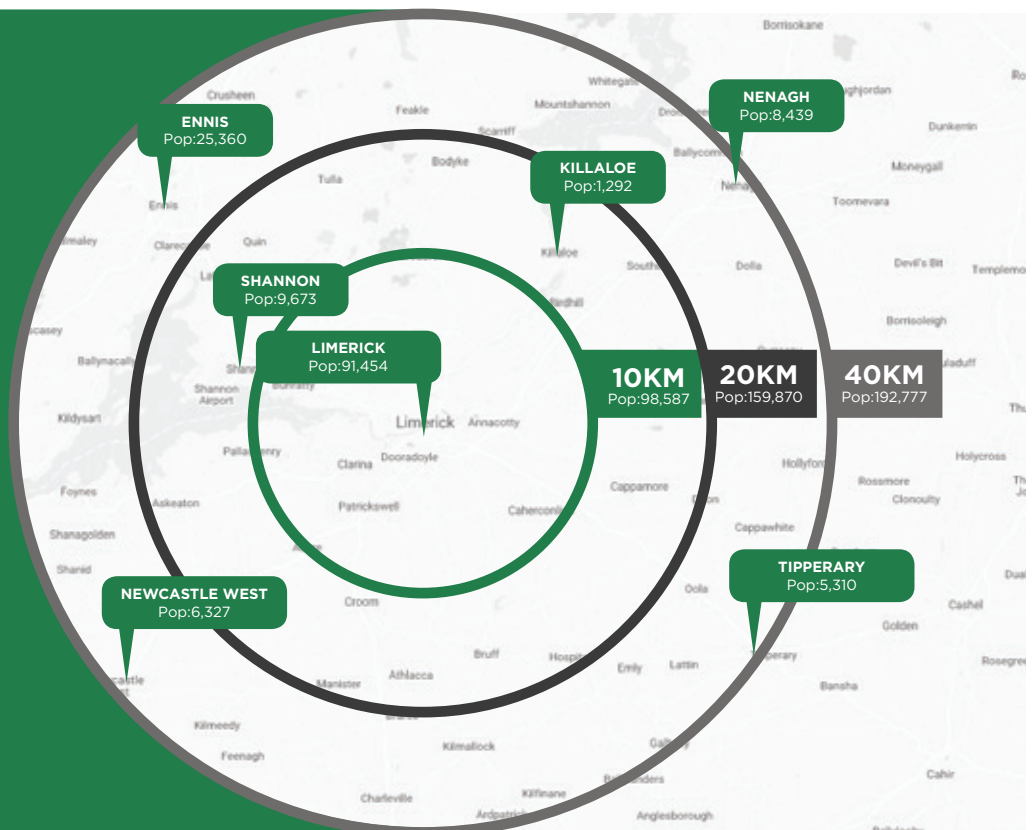 Borrisokane
Whitegate
Crusheen
NENAGH
Pop:8,439
Mountshannon
Feakle
ENNIS
Pop:25,360
Dunkerrin
Scarriff
KILLALOE
Pop:1,292
Bodyke
Moneygall
Tulla
Toomevara
Quin
Killaloe
Dolla
Devil's Bit
SHANNON
Pop:9,673
Borrisoleigh
LIMERICK
Pop:91,454
10KM
Pop:98,587
20KM
Pop:159,870
40KM
Pop:192,777
Shannon
Airport
Kildysart
Limerick
Annacotty
Dooradoyle
Clarina
Holycross
Hollyford
Rossmore
Clonoulty
Cappamore
Foynes
Askeaton
Patrickswell
Shanagolden
Cappawhite
Shanid
TIPPERARY
Pop:5,310
NEWCASTLE WEST
Pop:6,327
Oola
Croom
Cashel
Golden
Bruff
Emly
Lattin
Athlacca
Manister
Bansha
Kilmeedy
Kilmallock
Feenagh
Cahir
Kilfinane
Charleville
Anglesborough